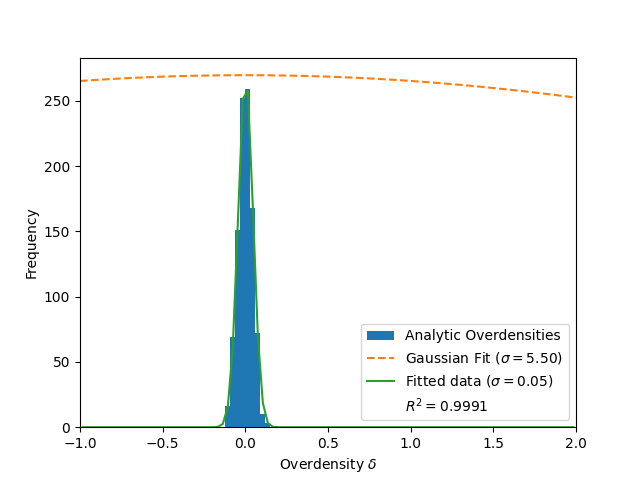 250
200
150
100
50
0
Frequency
Analytic Overdensities
Gaussian Fit (σ = 5.50)
Fitted data (σ = 0.05)
R² = 0.9991
−1.0 −0.5 0.0 0.5 1.0 1.5 2.0
Overdensity δ